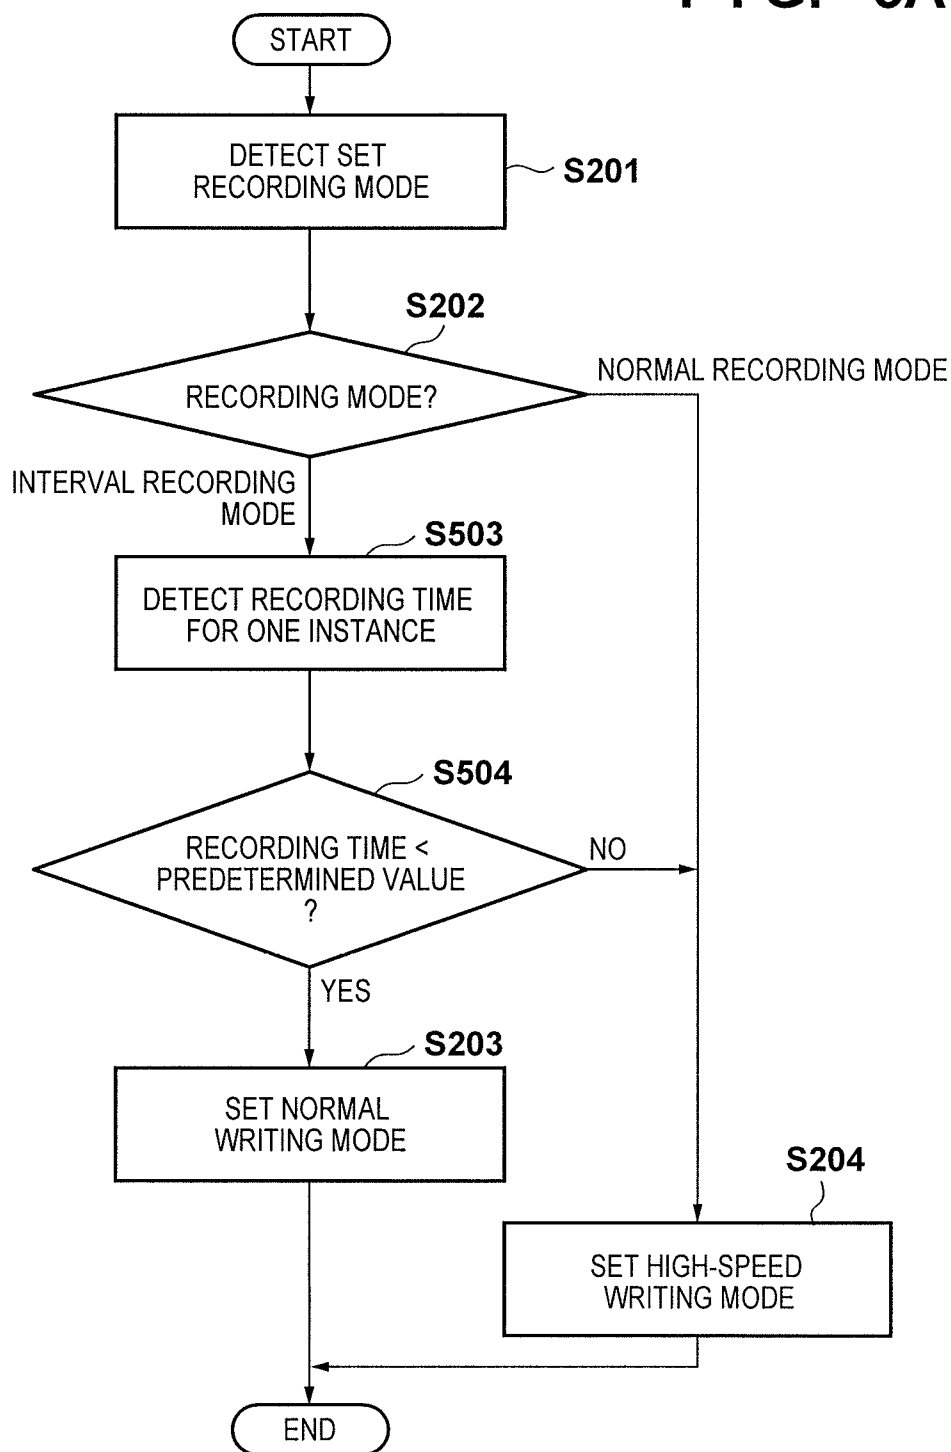 START
DETECT SET
RECORDING MODE
S201
S202
RECORDING MODE?
NORMAL RECORDING MODE
INTERVAL RECORDING
MODE
S503
DETECT RECORDING TIME
FOR ONE INSTANCE
S504
RECORDING TIME <
PREDETERMINED VALUE
?
NO
YES
S203
SET NORMAL
WRITING MODE
S204
SET HIGH-SPEED
WRITING MODE
END